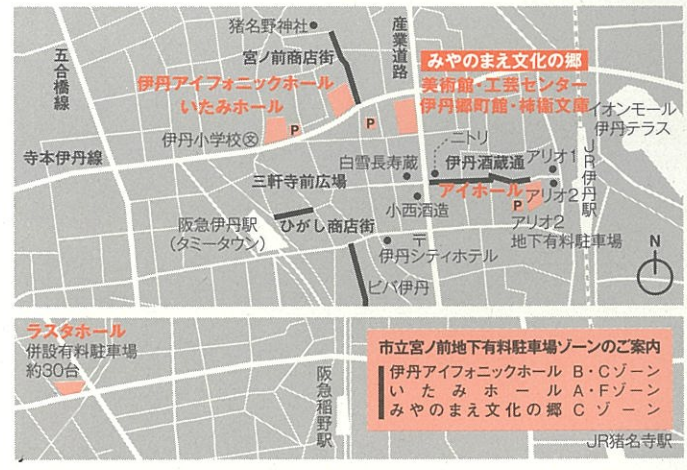 猪名野神社
宮ノ前商店街
産業道路
五合橋線
みやのまえ文化の郷
美術館・工芸センター
伊丹郷町館・柿衞文庫
伊丹アイフォニックホール
いたみホール
P
P
イオンモール
伊丹テラス
伊丹小学校文
ニトリ
寺本伊丹線
白雪長寿蔵
伊丹酒蔵通
アリオ1
JR伊丹駅
三軒寺前広場
アイホール
アリオ2
P
小西酒造
アリオ2
地下有料駐車場
阪急伊丹駅
(タミータウン)
ひがし商店街
〒
伊丹シティホテル
N
ビバ伊丹
ラスタホール
併設有料駐車場
約30台
阪急稲野駅
市立宮ノ前地下有料駐車場ゾーンのご案内
伊丹アイフォニックホール B・Cゾーン
いたみホール A・Fゾーン
みやのまえ文化の郷 Cゾーン
JR猪名寺駅